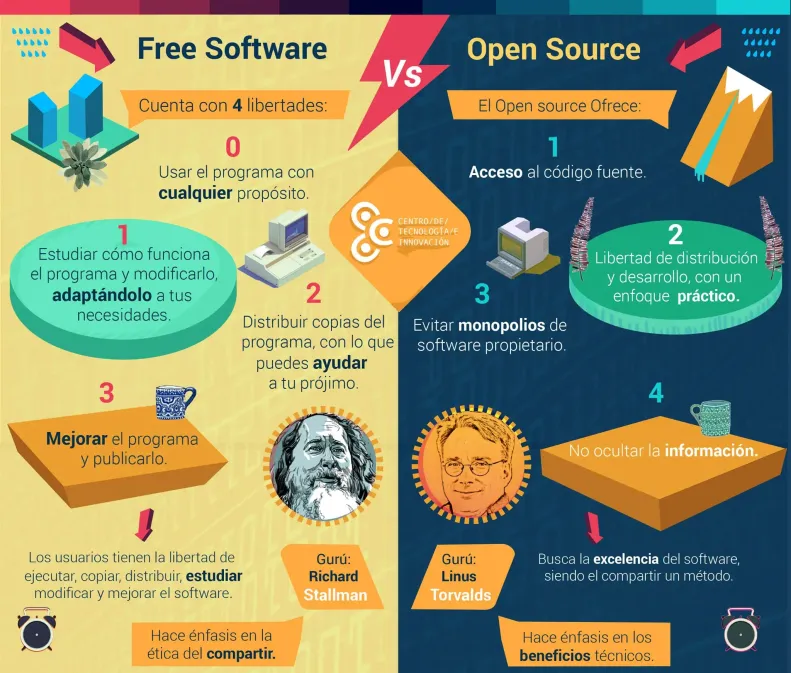 Free Software
Vs
Open Source
Cuenta con 4 libertades:
0
Usar el programa con
cualquier propósito.
1
Estudiar cómo funciona
el programa y modificarlo,
adaptándolo a tus
necesidades.
2
Distribuir copias del
programa, con lo que
puedes ayudar
a tu prójimo.
3
Mejorar el programa
y publicarlo.
Los usuarios tienen la libertad de
ejecutar, copiar, distribuir, estudiar
modificar y mejorar el software.
Gurú:
Richard
Stallman
Hace énfasis en la
ética del compartir.
CENTRO/DE/
TECNOLOGÍA/E
INNOVACIÓN
El Open source Ofrece:
1
Acceso al código fuente.
2
Libertad de distribución
y desarrollo, con un
enfoque práctico.
3
Evitar monopolios de
software propietario.
4
No ocultar la información.
Gurú:
Linus
Torvalds
Busca la excelencia del software,
siendo el compartir un método.
Hace énfasis en los
beneficios técnicos.